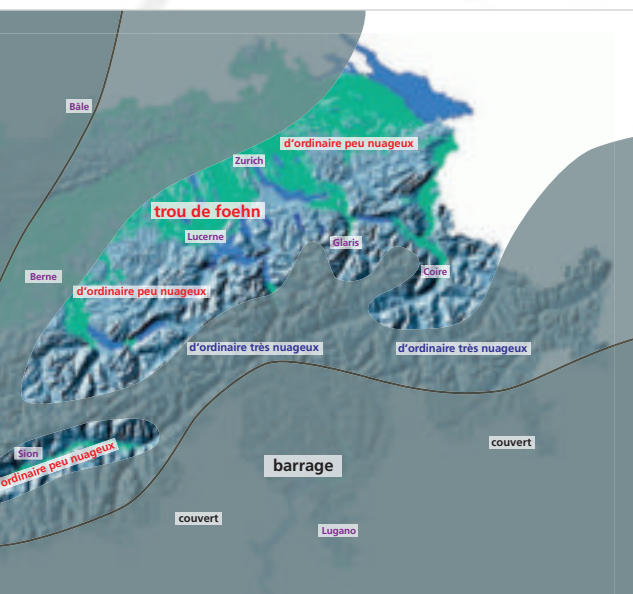 Bâle
d'ordinaire peu nuageux
Zurich
trou de foehn
Lucerne
Glaris
Coire
Berne
d'ordinaire peu nuageux
d'ordinaire très nuageux
d'ordinaire très nuageux
Sion
ordinaire peu nuageux
couvert
barrage
couvert
Lugano